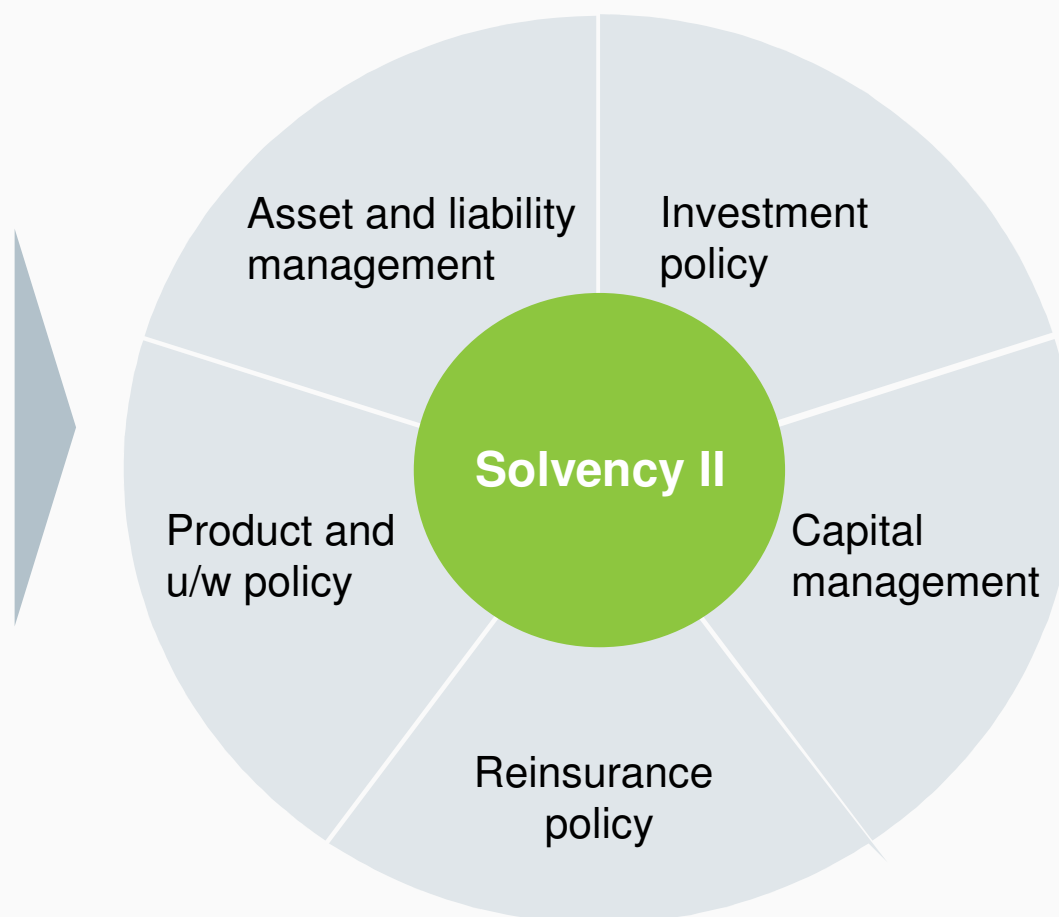 Asset and liability
management
Investment
policy
Solvency II
Product and
u/w policy
Capital
management
Reinsurance
policy